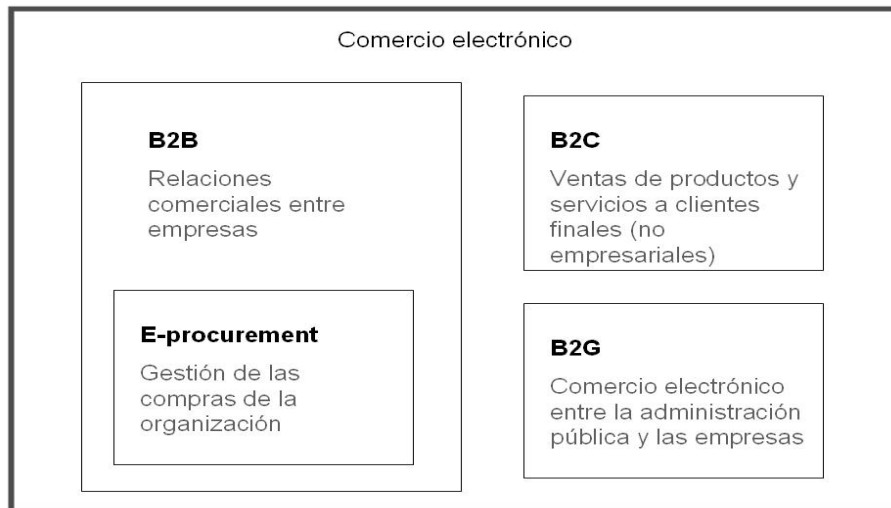 Comercio electrónico
B2B
Relaciones
comerciales entre
empresas
E-procurement
Gestión de las
compras de la
organización
B2C
Ventas de productos y
servicios a clientes
finales (no
empresariales)
B2G
Comercio electrónico
entre la administración
pública y las empresas